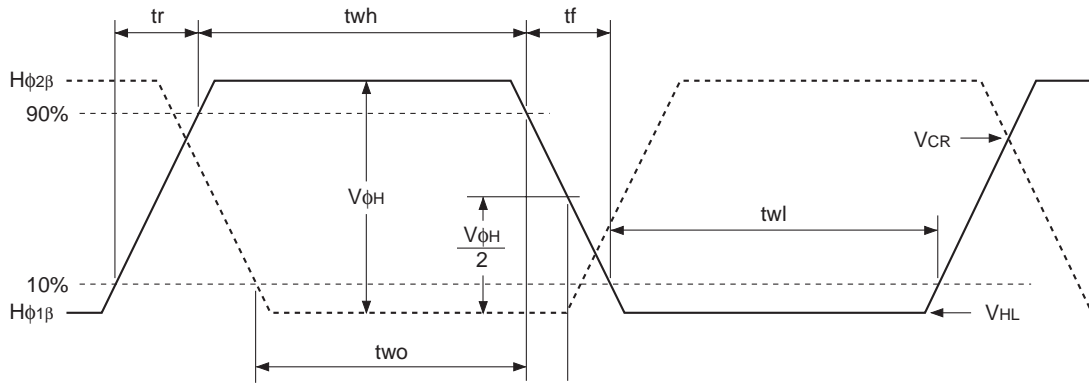 tr
twh
tf
Hϕ2β
90%
VCR
VϕH
VϕH
2
twl
10%
Hϕ1β
VHL
two